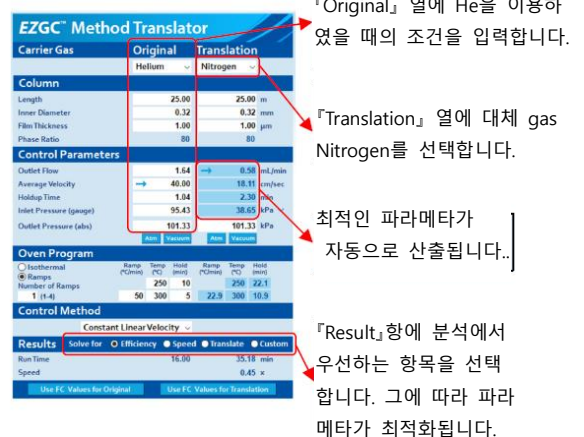 『Original』 열에 He을 이용하
였을 때의 조건을 입력합니다.
EZGC™ Method Translator
Carrier Gas Original Translation
Helium Nitrogen
Column
Length 25.00 25.00 m
Inner Diameter 0.32 0.32 mm
Film Thickness 1.00 1.00 μm
Phase Ratio 80 80
『Translation』 열에 대체 gas
Nitrogen를 선택합니다.
Control Parameters
Outlet Flow 1.64 → 0.58 mL/min
Average Velocity → 40.00 18.11 cm/sec
Holdup Time 1.04 2.30 min
Inlet Pressure (gauge) 95.43 38.65 kPa
Outlet Pressure (abs) 101.33 101.33 kPa
Atm Vacuum Atm Vacuum
최적인 파라메타가
자동으로 산출됩니다..
Oven Program
Isothermal
Ramps
Number of Ramps
1 (1-4)
Ramp (°C/min) Temp (°C) Hold (min) Ramp (°C/min) Temp (°C) Hold (min)
250 10 250 22.1
50 300 5 22.9 300 10.9
Control Method
Constant Linear Velocity
Results Solve for Efficiency Speed Translate Custom
Run Time 16.00 35.18 min
Speed 0.45 x
Use FC Values for Original Use FC Values for Translation
『Result』항에 분석에서
우선하는 항목을 선택
합니다. 그에 따라 파라
메타가 최적화됩니다.